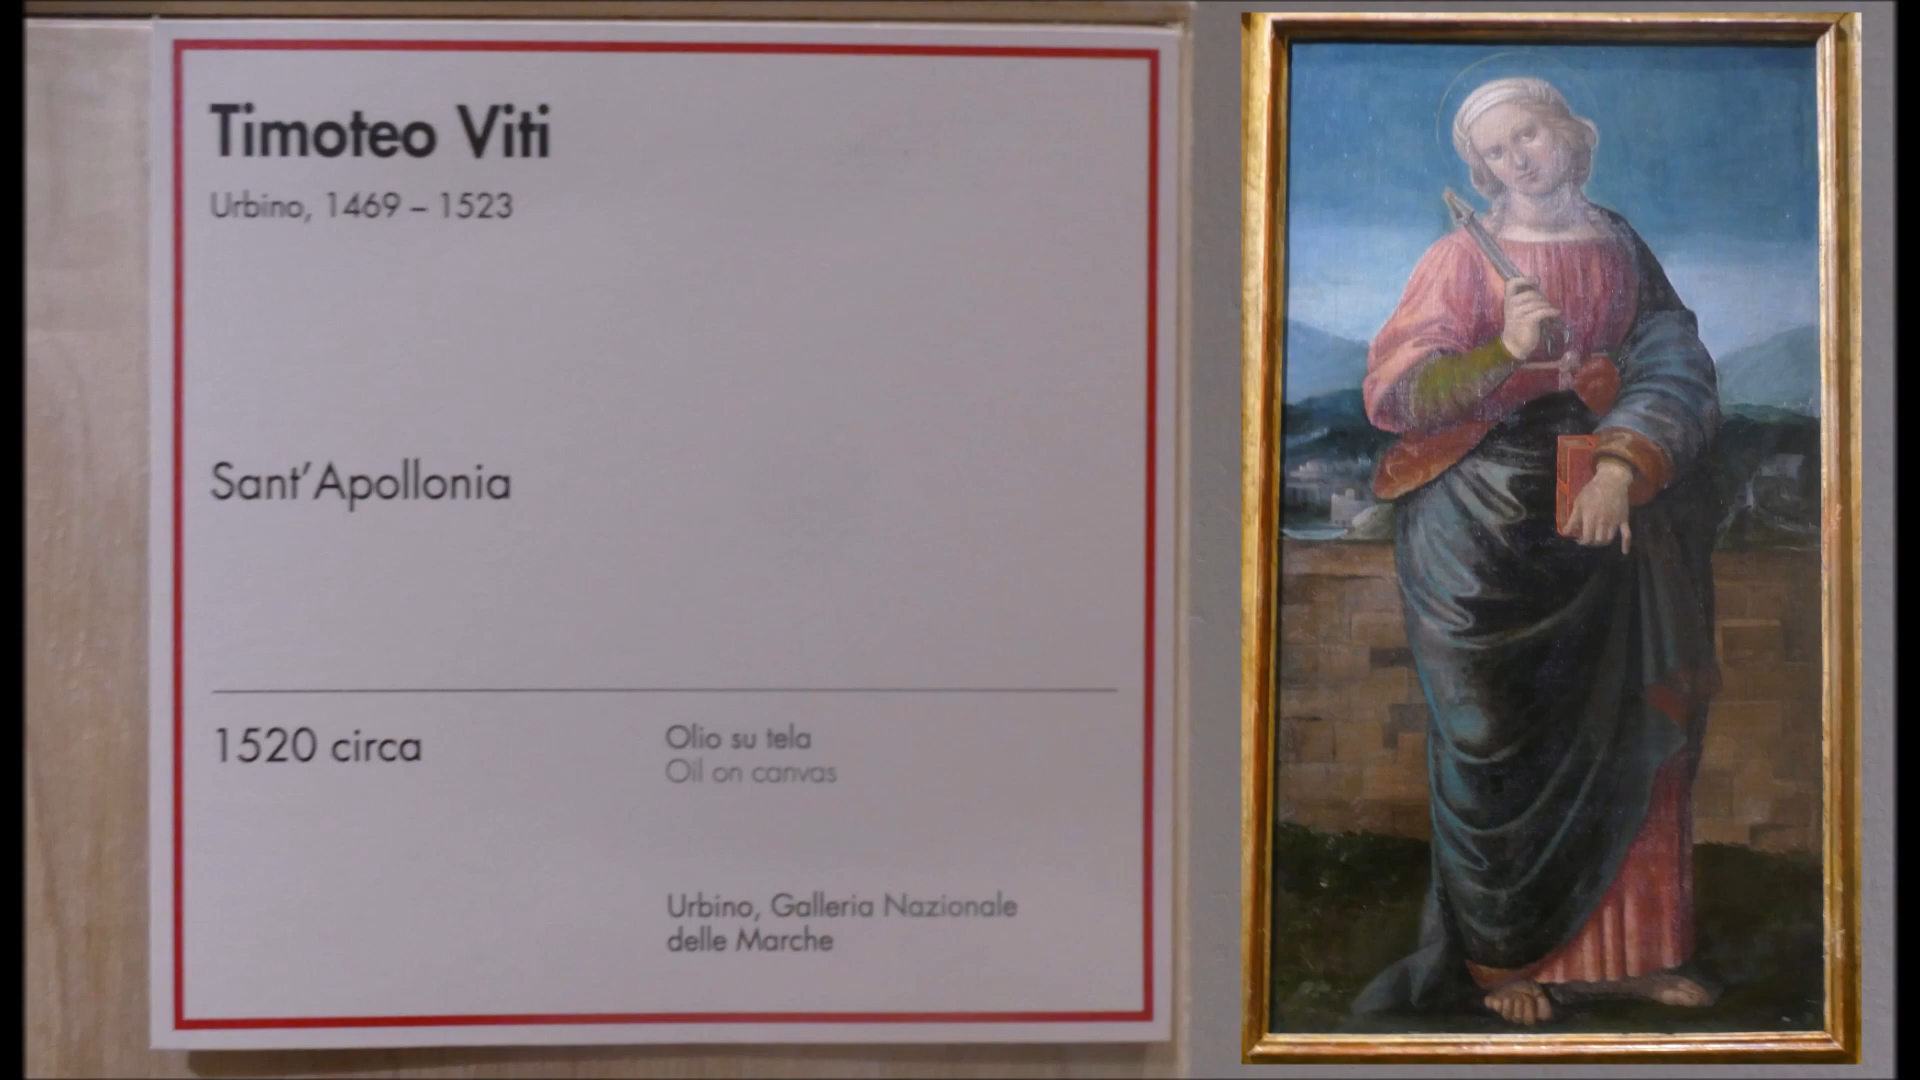 Timoteo Viti
Urbino, 1469 – 1523
Sant’Apollonia
1520 circa
Olio su tela
Oil on canvas
Urbino, Galleria Nazionale
delle Marche